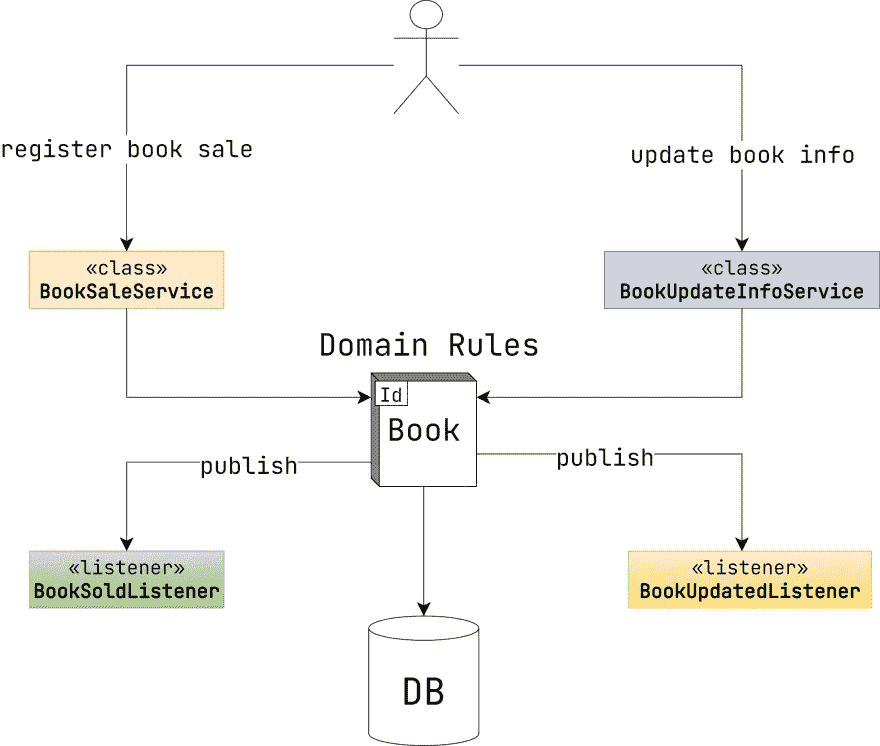 register book sale
update book info
«class»
BookSaleService
«class»
BookUpdateInfoService
Domain Rules
Id
Book
publish
publish
«listener»
BookSoldListener
«listener»
BookUpdatedListener
DB